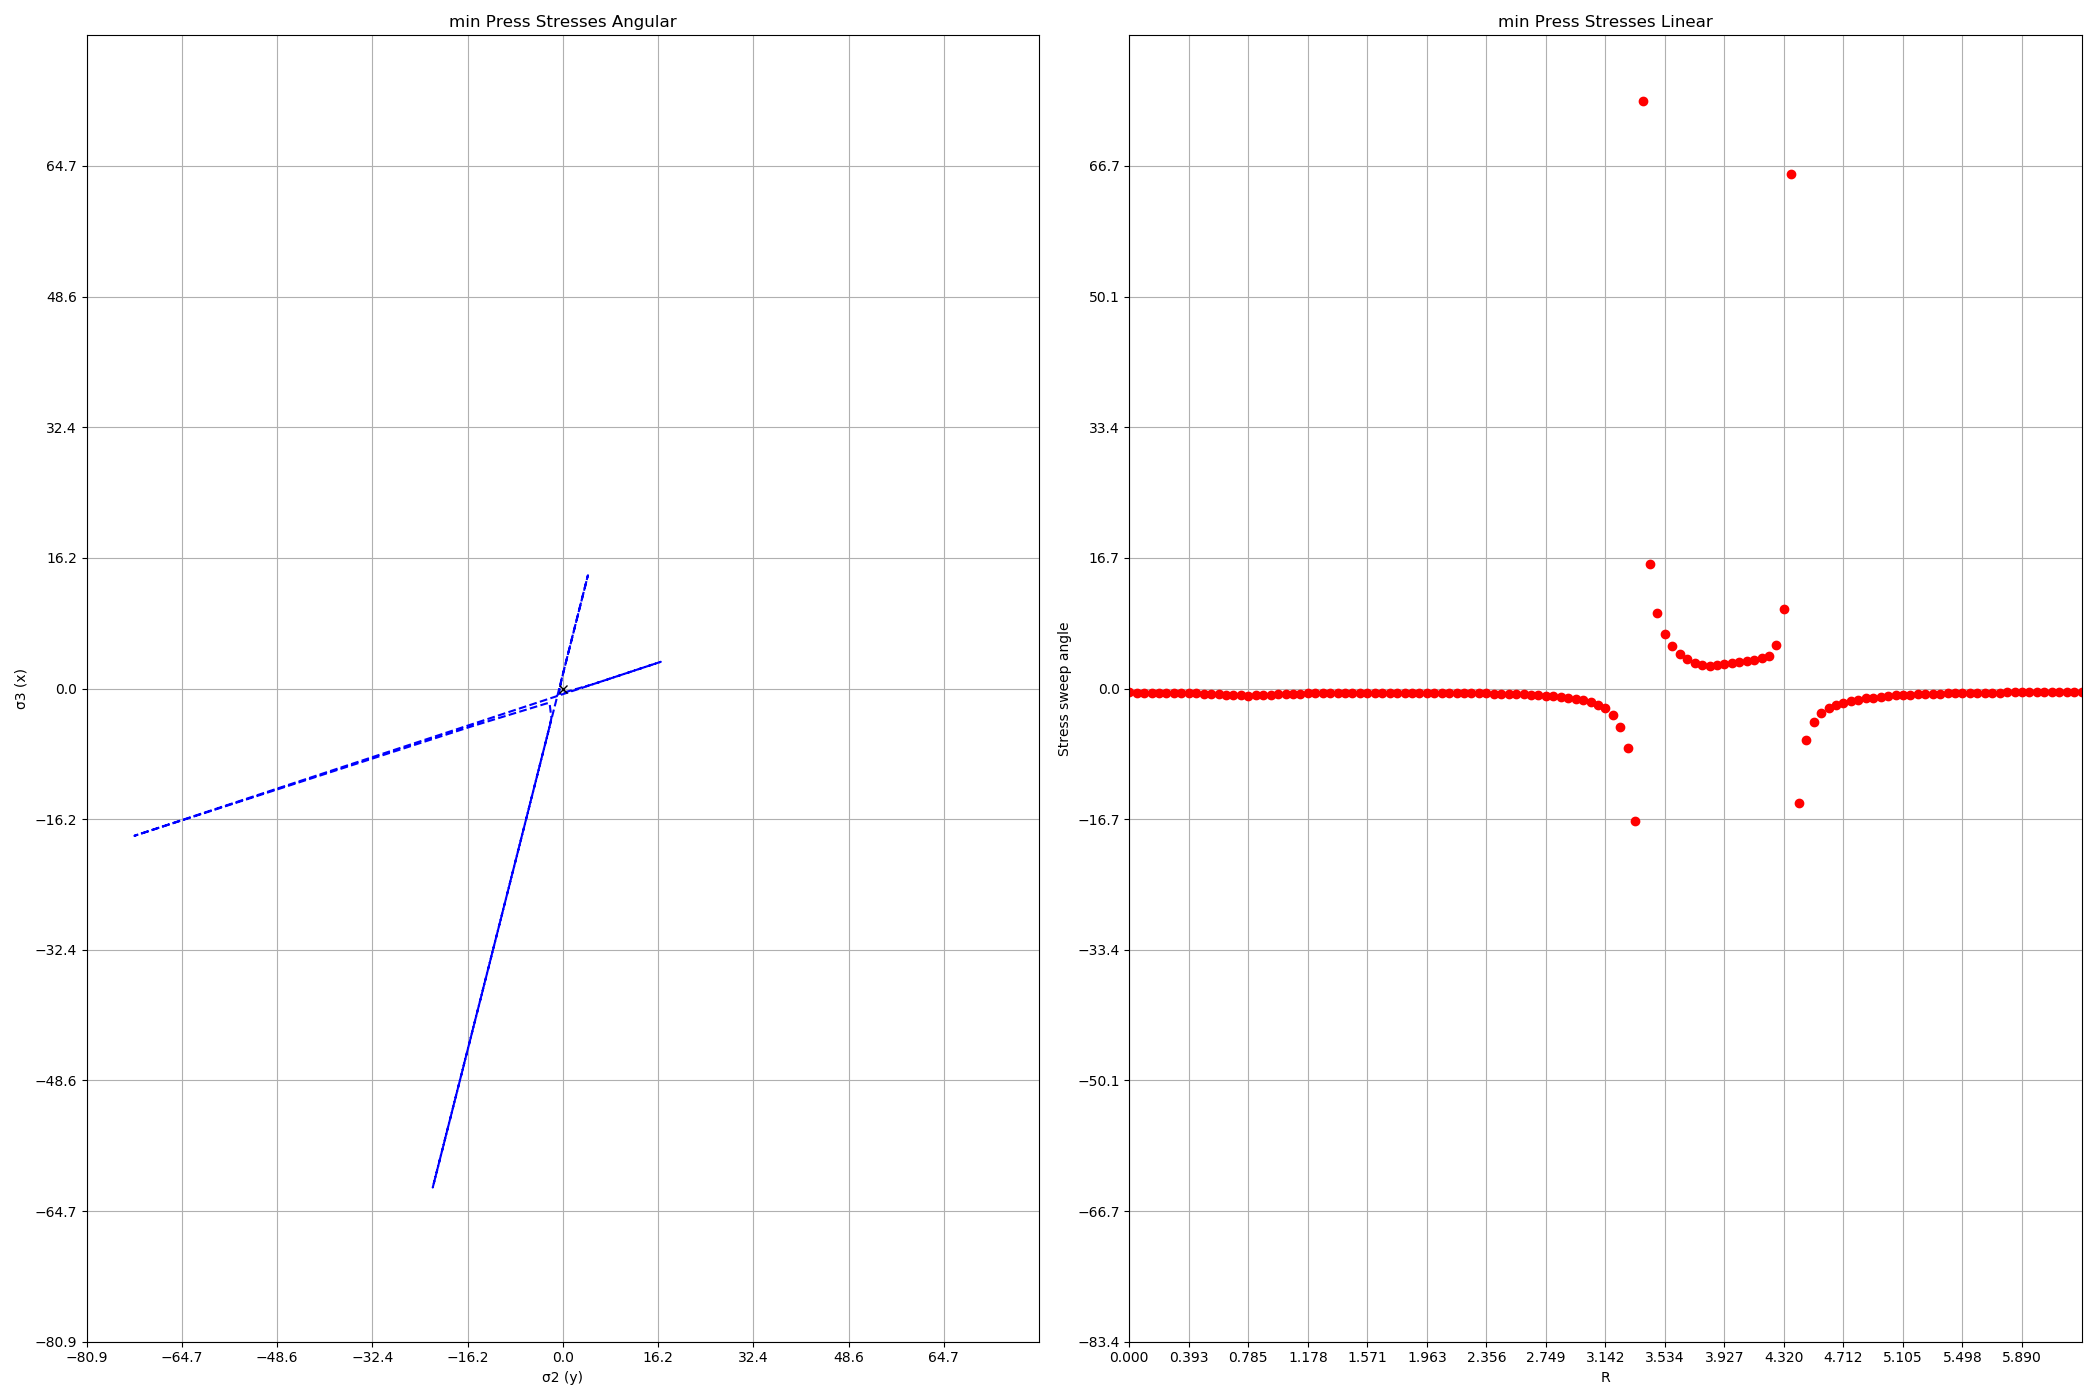 min Press Stresses Angular
64.7
48.6
32.4
16.2
0.0
−16.2
−32.4
−48.6
−64.7
−80.9
σ3 (x)
−80.9 −64.7 −48.6 −32.4 −16.2 0.0 16.2 32.4 48.6 64.7
σ2 (y)
min Press Stresses Linear
66.7
50.1
33.4
16.7
0.0
−16.7
−33.4
−50.1
−66.7
−83.4
Stress sweep angle
0.000 0.393 0.785 1.178 1.571 1.963 2.356 2.749 3.142 3.534 3.927 4.320 4.712 5.105 5.498 5.890
R